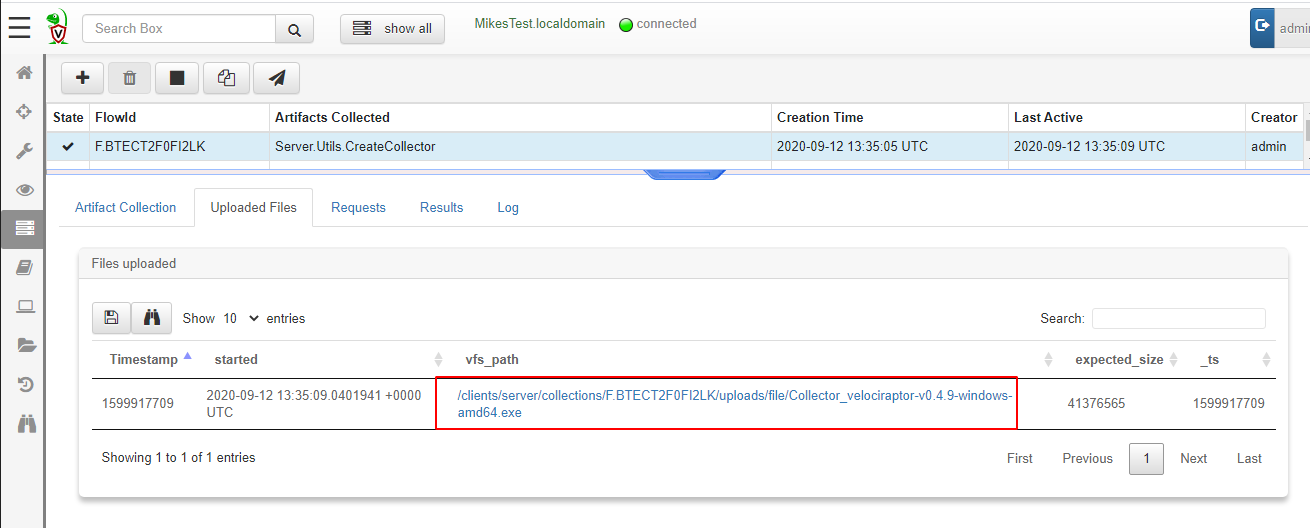 Search Box
show all
MikesTest.localdomain
connected
admin
State FlowId Artifacts Collected Creation Time Last Active Creator
F.BTECT2F0FI2LK Server.Utils.CreateCollector 2020-09-12 13:35:05 UTC 2020-09-12 13:35:09 UTC admin
Artifact Collection Uploaded Files Requests Results Log
Files uploaded
Show 10 entries Search:
Timestamp started vfs_path expected_size _ts
1599917709 2020-09-12 13:35:09.0401941 +0000 UTC /clients/server/collections/F.BTECT2F0FI2LK/uploads/file/Collector_velociraptor-v0.4.9-windows-amd64.exe 41376565 1599917709
Showing 1 to 1 of 1 entries First Previous 1 Next Last